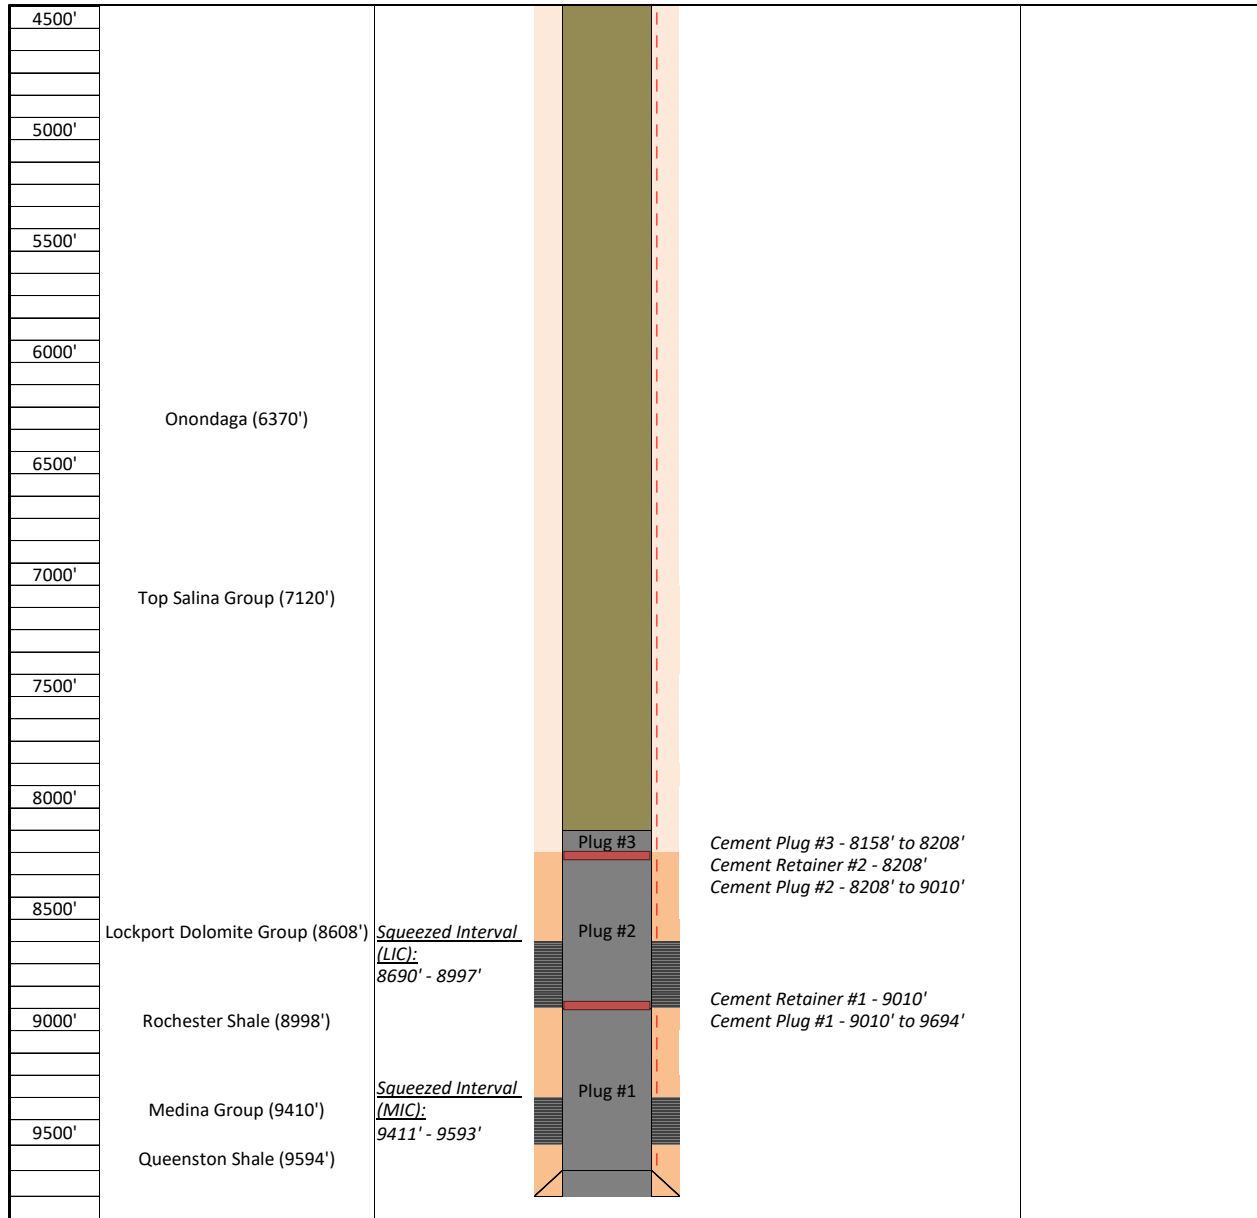 4500'
5000'
5500'
6000'
Onondaga (6370')
6500'
7000'
Top Salina Group (7120')
7500'
8000'
Plug #3
Cement Plug #3 - 8158' to 8208'
Cement Retainer #2 - 8208'
Cement Plug #2 - 8208' to 9010'
8500'
Lockport Dolomite Group (8608')
Squeezed Interval
(LIC):
8690' - 8997'
Plug #2
Cement Retainer #1 - 9010'
Cement Plug #1 - 9010' to 9694'
9000'
Rochester Shale (8998')
Squeezed Interval
(MIC):
9411' - 9593'
Plug #1
Medina Group (9410')
9500'
Queenston Shale (9594')